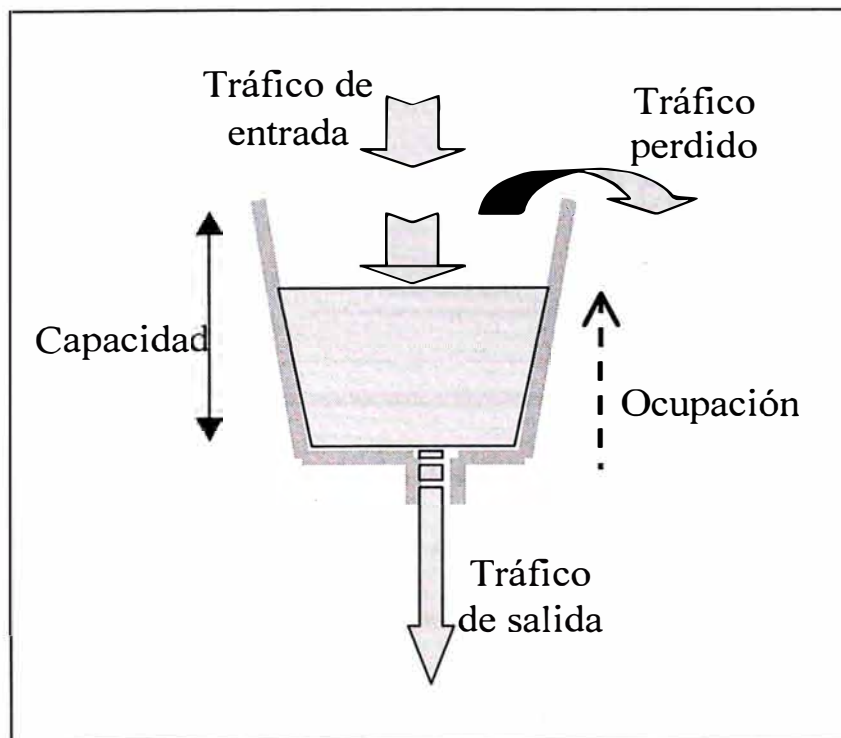 Tráfico de
entrada
Tráfico
perdido
Capacidad
Ocupación
Tráfico
de salida